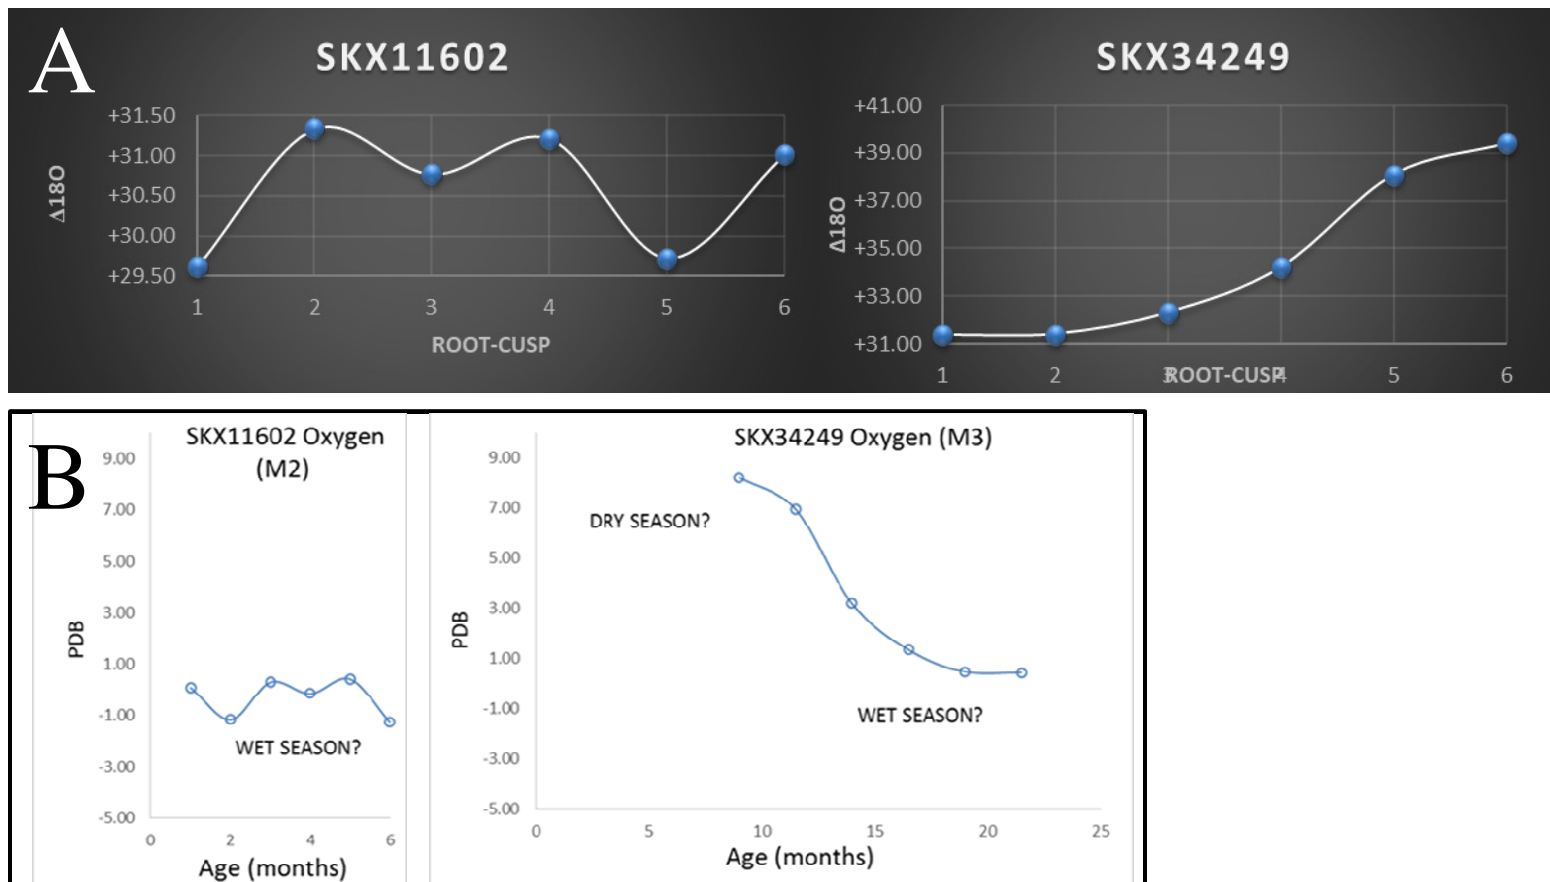 A
SKX11602
+31.50
+31.00
+30.50
+30.00
+29.50
Δ18O
1 2 3 4 5 6
ROOT-CUSP
SKX34249
+41.00
+39.00
+37.00
+35.00
+33.00
+31.00
Δ18O
1 2 3 4 5 6
ROOT-CUSP
B
SKX11602 Oxygen
(M2)
9.00
7.00
5.00
3.00
1.00
-1.00
-3.00
-5.00
PDB
WET SEASON?
0 2 4 6
Age (months)
SKX34249 Oxygen (M3)
9.00
7.00
5.00
3.00
1.00
-1.00
-3.00
-5.00
PDB
DRY SEASON?
WET SEASON?
0 5 10 15 20 25
Age (months)